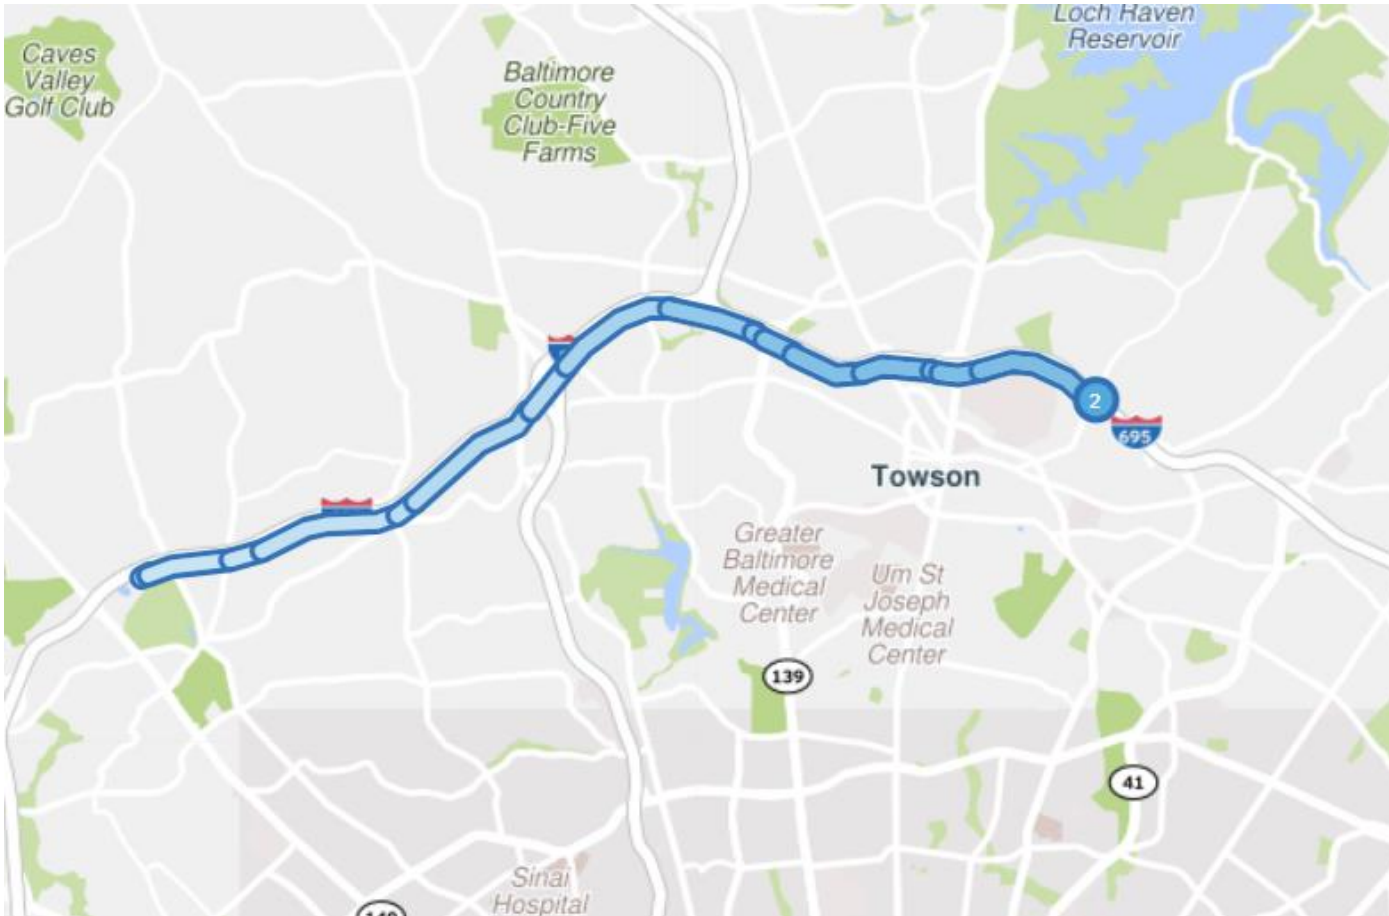 Loch Raven
Reservoir
Caves
Valley
Golf Club
Baltimore
Country
Club-Five
Farms
2
695
Towson
Greater
Baltimore
Medical
Center
Um St
Joseph
Medical
Center
139
41
Sinai
Hospital